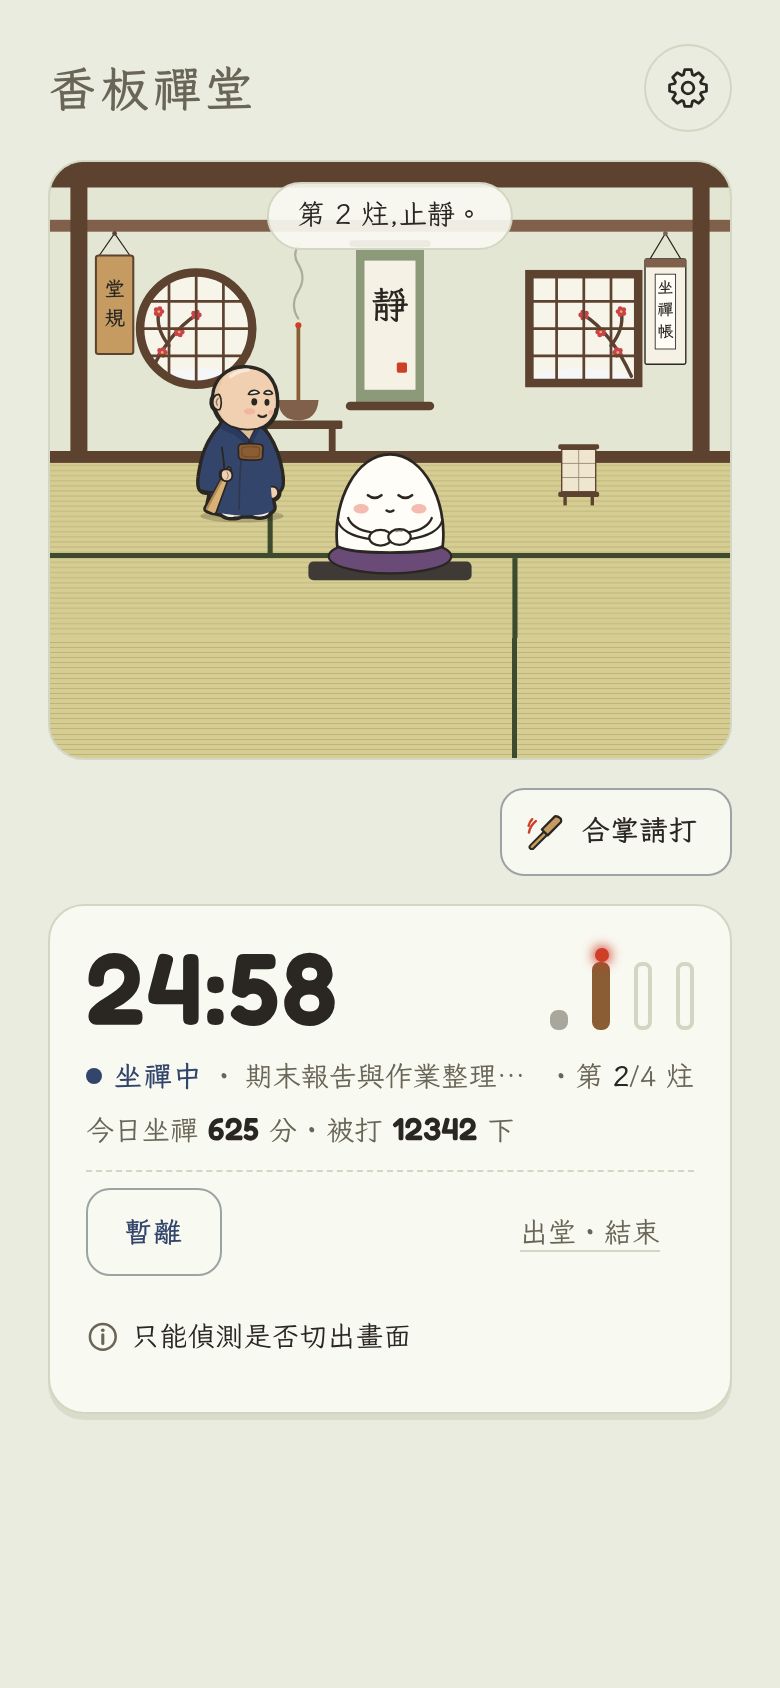 香板禪堂
第 2 炷,止靜。
堂規
靜
坐禪帳
合掌請打
24:58
坐禪中 · 期末報告與作業整理… · 第 2/4 炷
今日坐禪 625 分 · 被打 12342 下
暫離
出堂 · 結束
只能偵測是否切出畫面